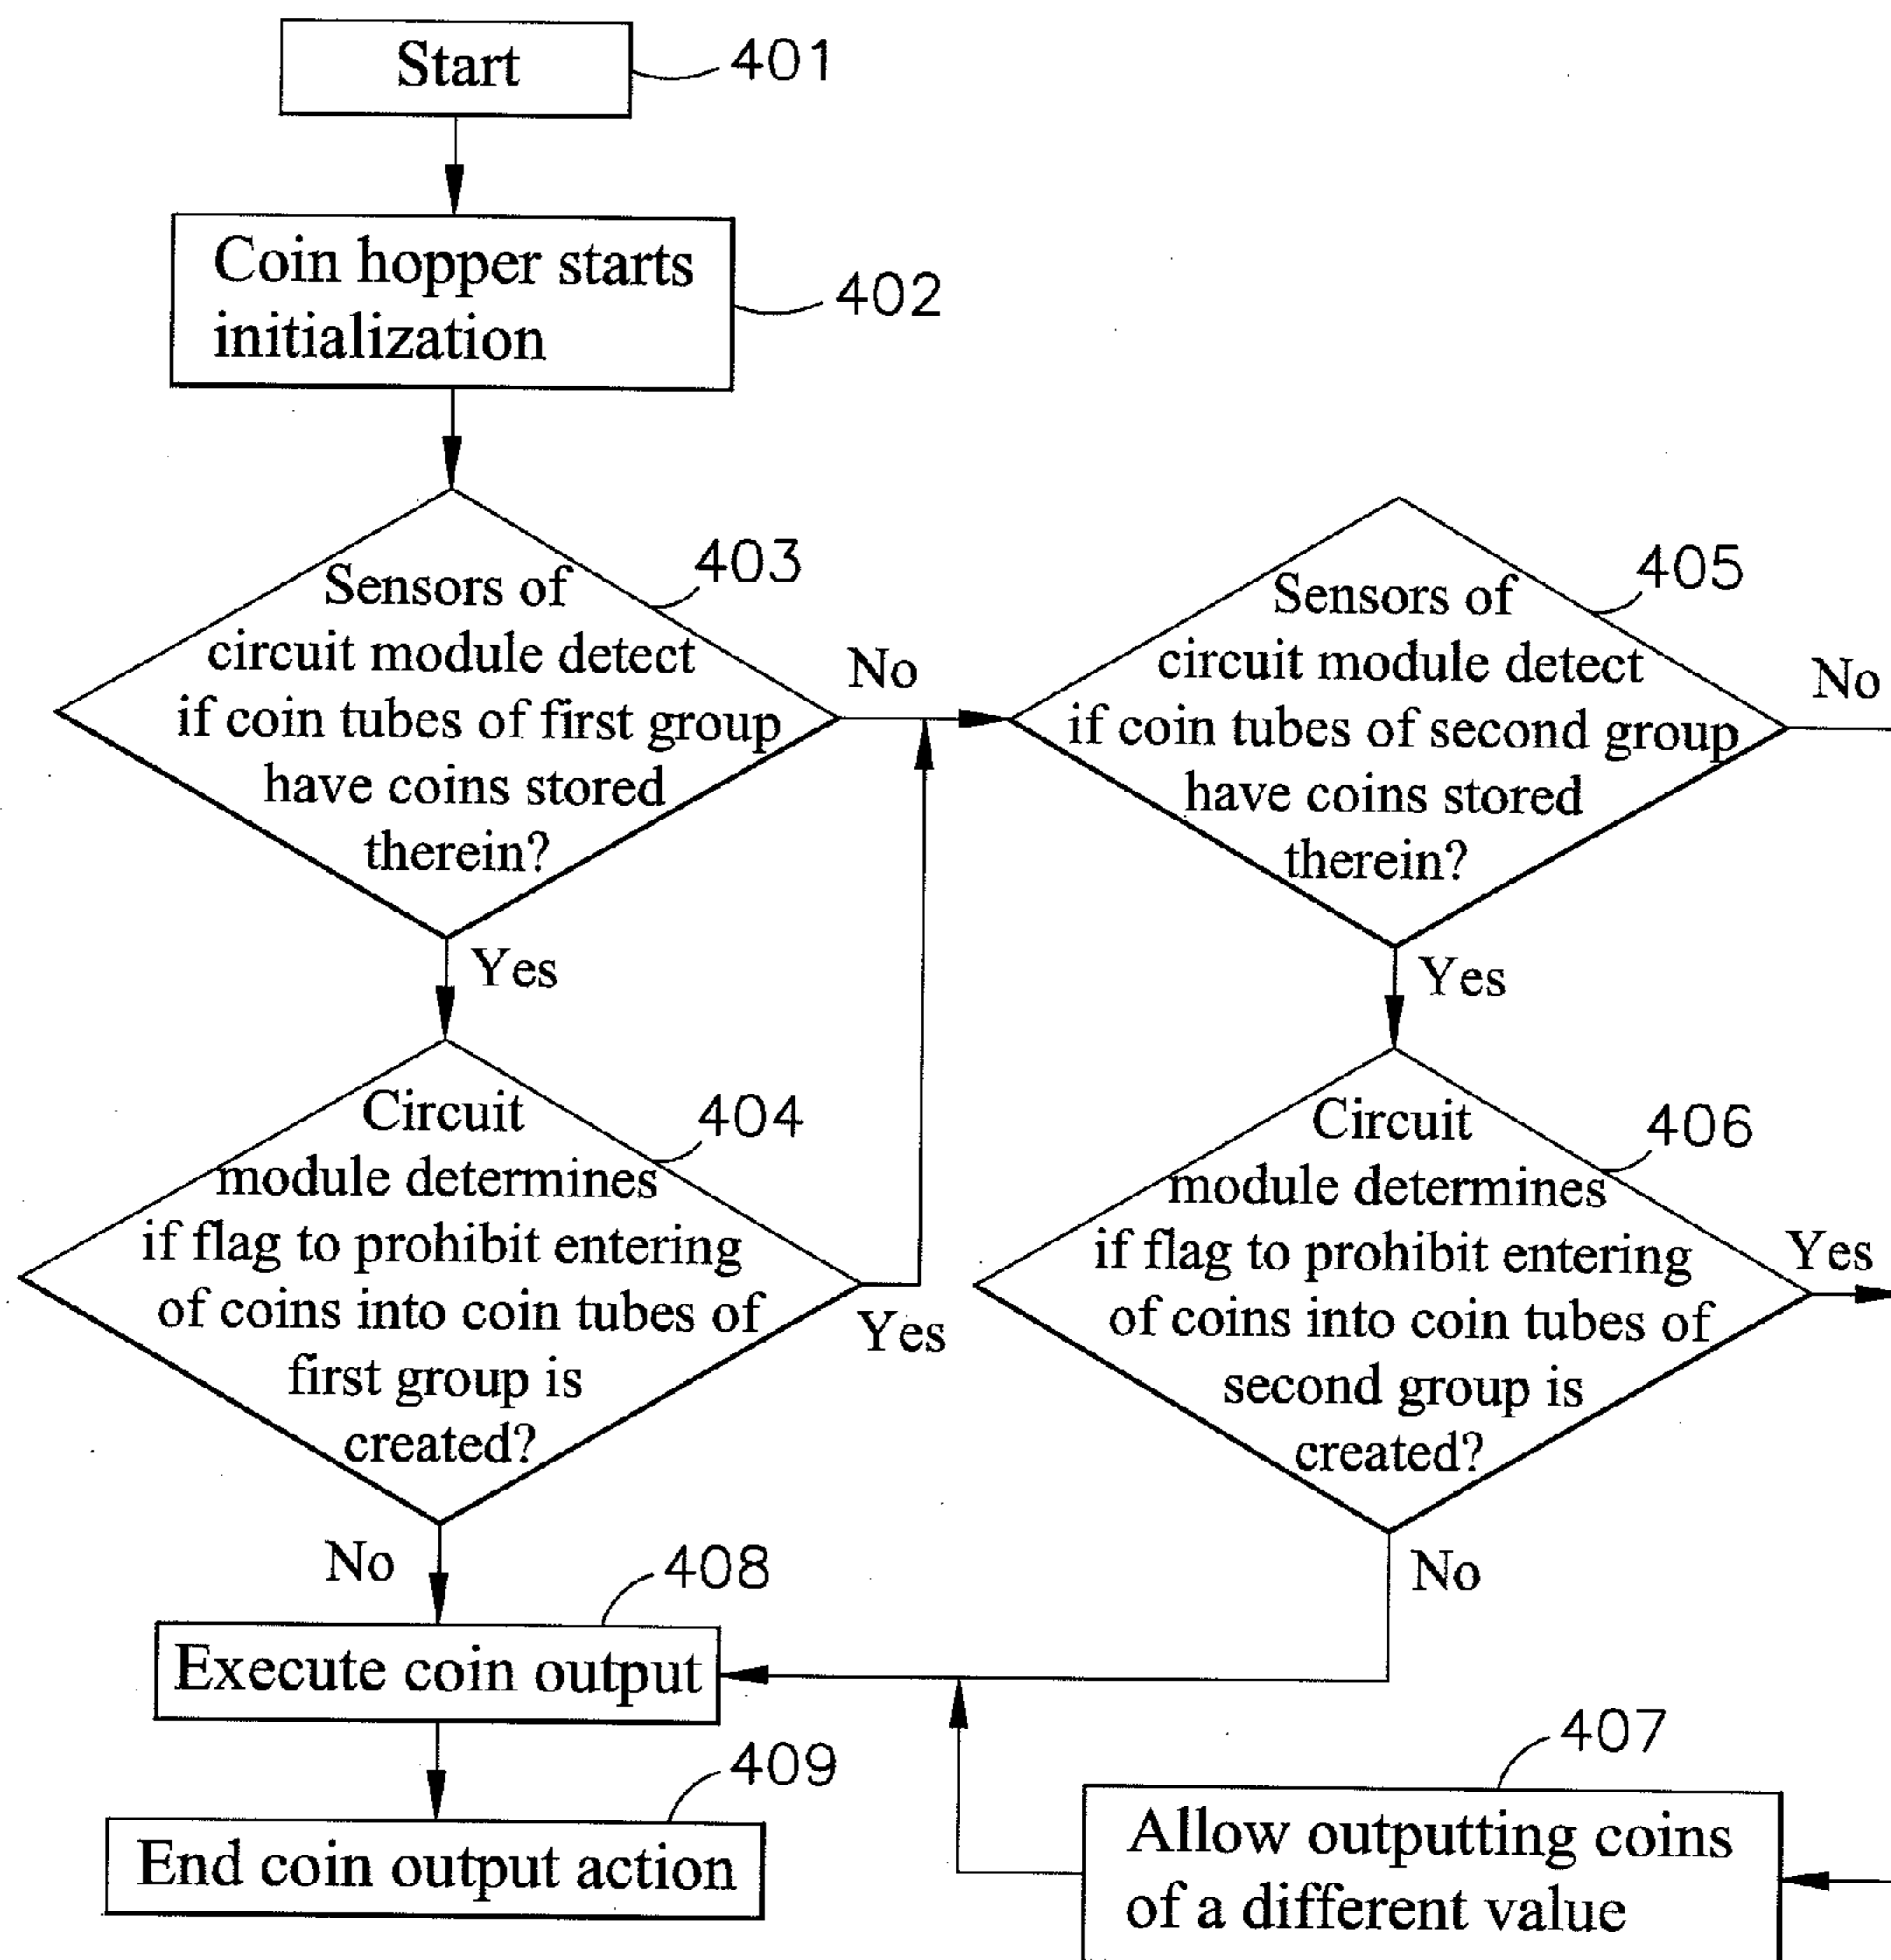 Start
401
Coin hopper starts
initialization
402
Sensors of
circuit module detect
if coin tubes of first group
have coins stored
therein?
403
No
Yes
Sensors of
circuit module detect
if coin tubes of second group
have coins stored
therein?
405
No
Yes
Circuit
module determines
if flag to prohibit entering
of coins into coin tubes of
first group is
created?
404
Yes
No
Circuit
module determines
if flag to prohibit entering
of coins into coin tubes of
second group is
created?
406
Yes
No
408
Execute coin output
409
End coin output action
407
Allow outputting coins
of a different value